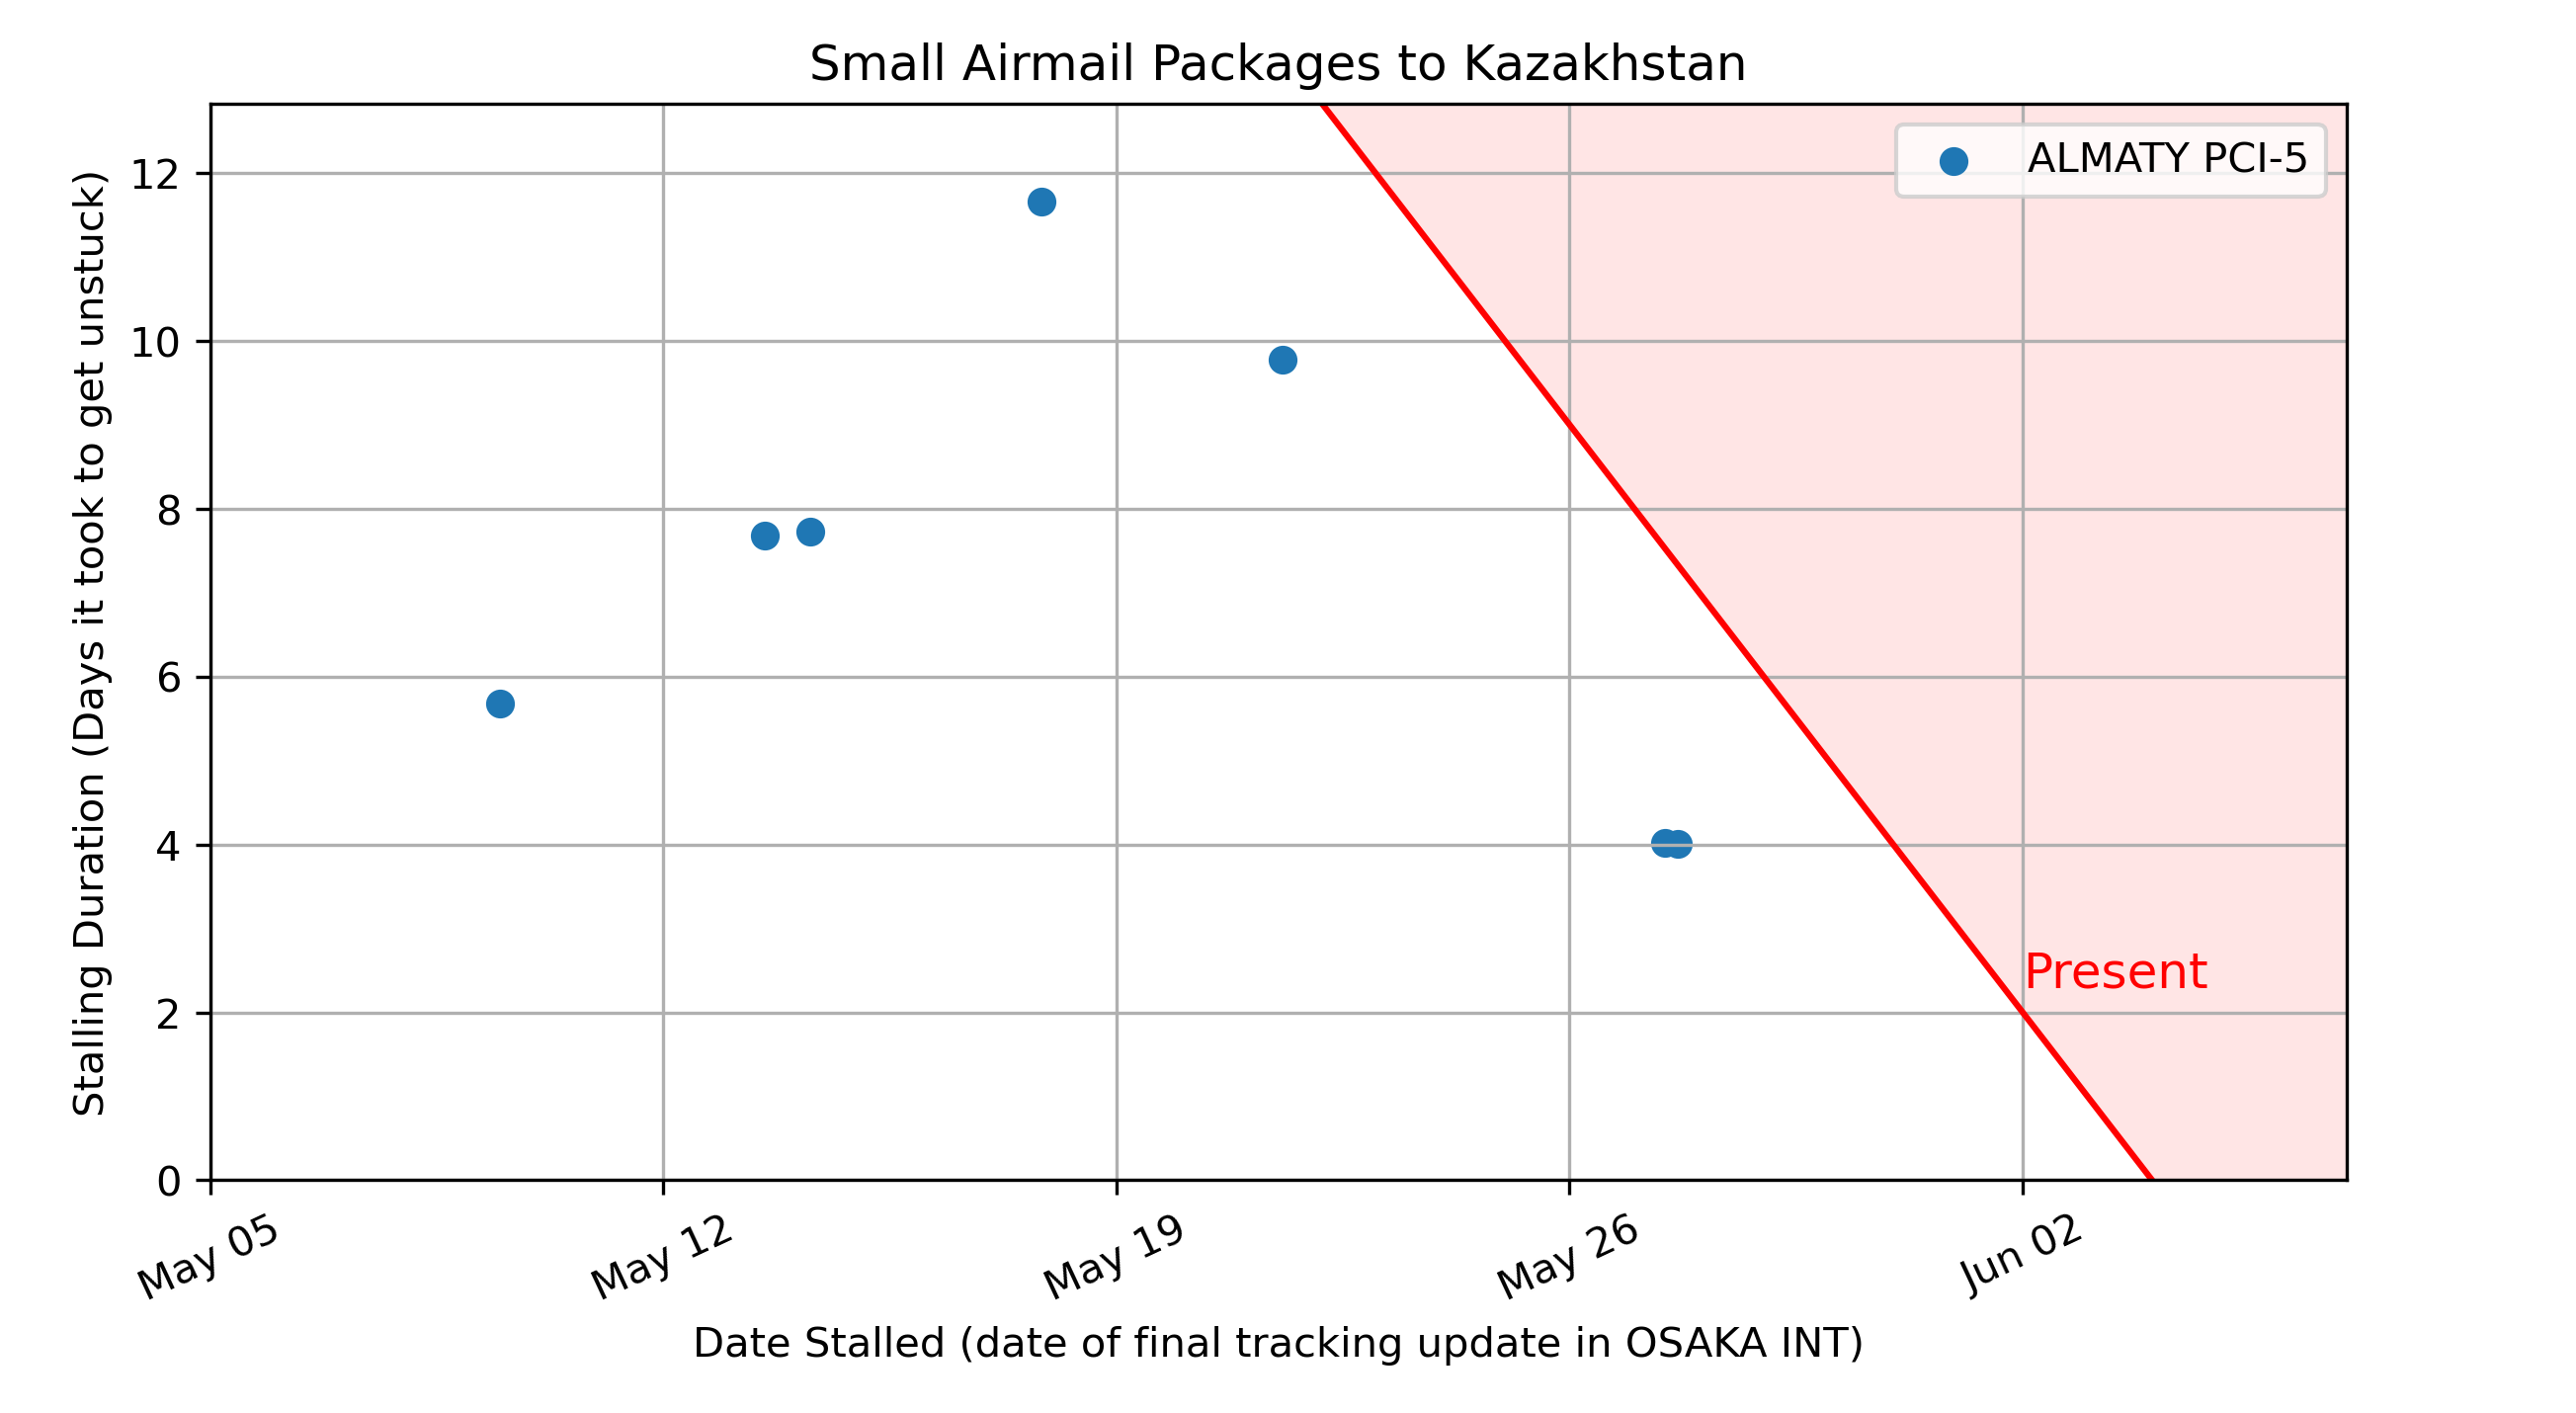 Small Airmail Packages to Kazakhstan
Stalling Duration (Days it took to get unstuck)
12
10
8
6
4
2
0
ALMATY PCI-5
Present
May 05
May 12
May 19
May 26
Jun 02
Date Stalled (date of final tracking update in OSAKA INT)